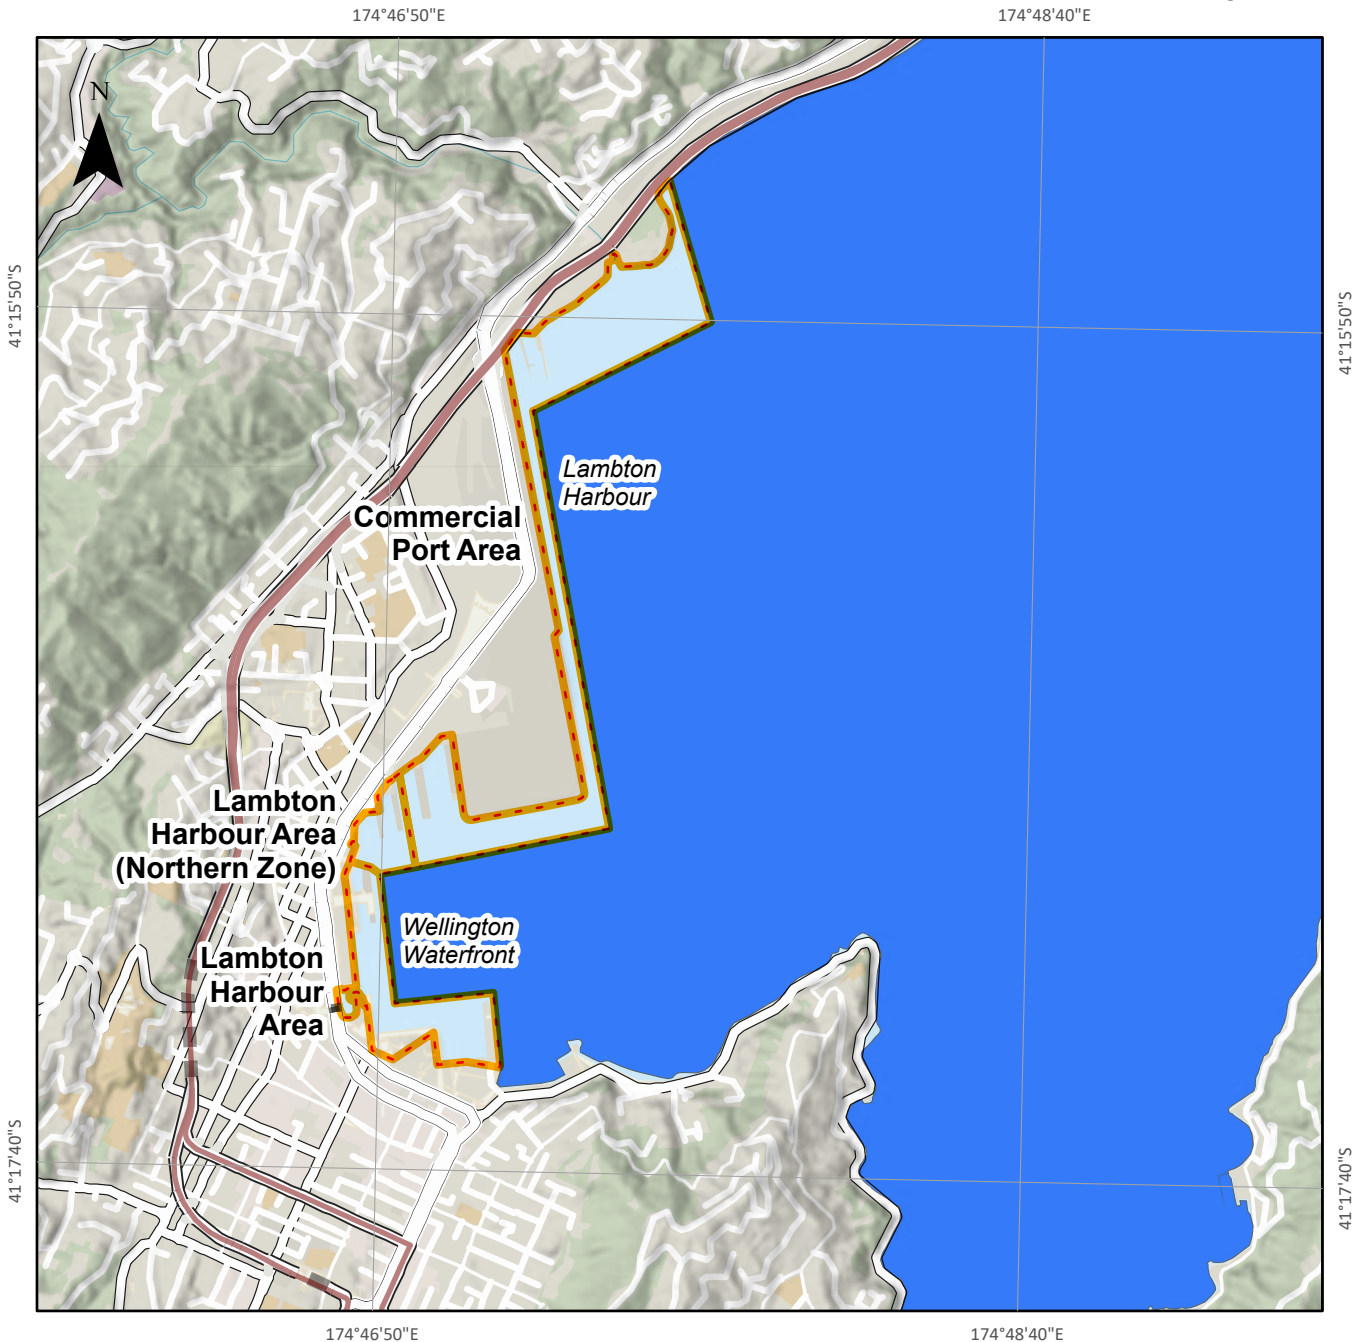 174°46'50"E
174°48'40"E
N
41°15'50"S
41°15'50"S
Lambton
Harbour
Commercial
Port Area
Lambton
Harbour Area
(Northern Zone)
Wellington
Waterfront
Lambton
Harbour
Area
41°17'40"S
41°17'40"S
174°46'50"E
174°48'40"E